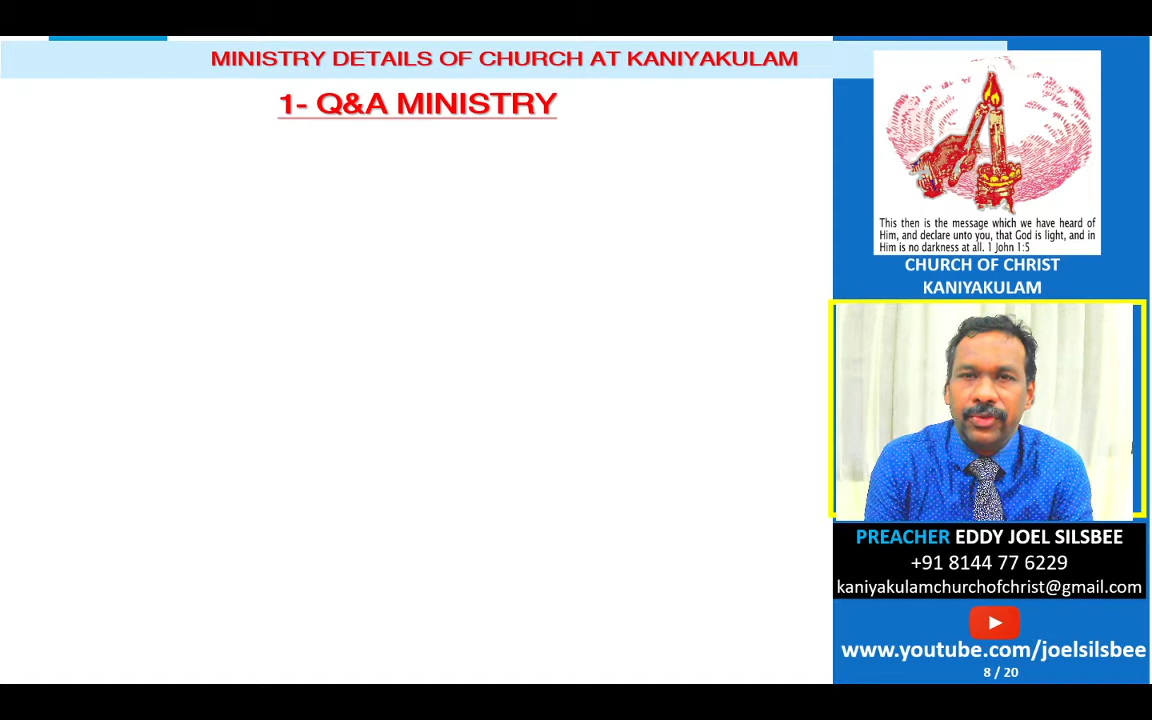 MINISTRY DETAILS OF CHURCH AT KANIYAKULAM
1- Q&A MINISTRY
This then is the message which we have heard of
Him, and declare unto you, that God is light, and in
Him is no darkness at all. 1 John 1:5
CHURCH OF CHRIST
KANIYAKULAM
PREACHER EDDY JOEL SILSBEE
+91 8144 77 6229
kaniyakulamchurchofchrist@gmail.com
www.youtube.com/joelsilsbee
8 / 20